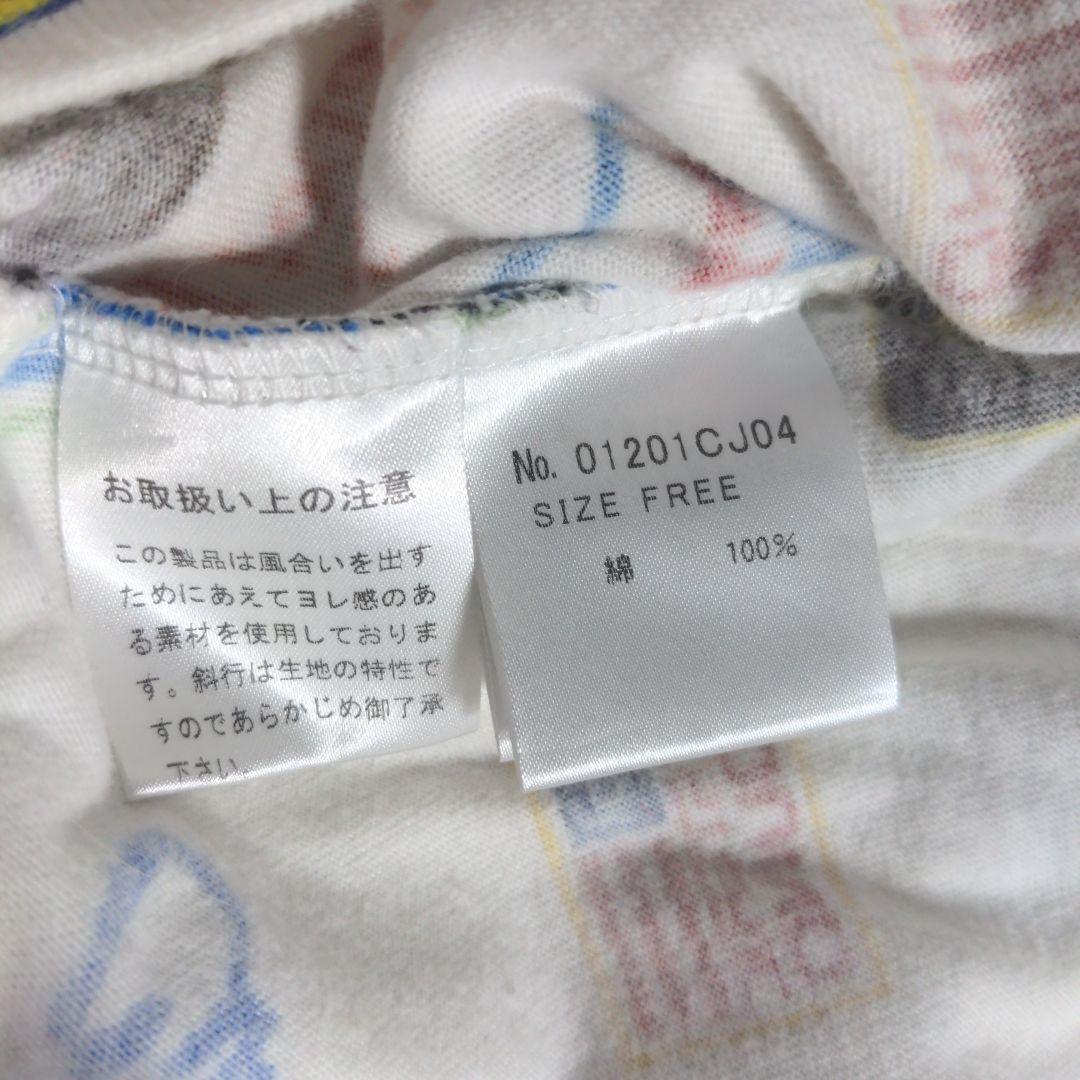 お取扱い上の注意
この製品は風合いを出す
ためにあえてヨレ感のあ
る素材を使用しておりま
す。斜行は生地の特性で
すのであらかじめ御了承
下さい。
No. 01201CJ04
SIZE FREE
綿 100%